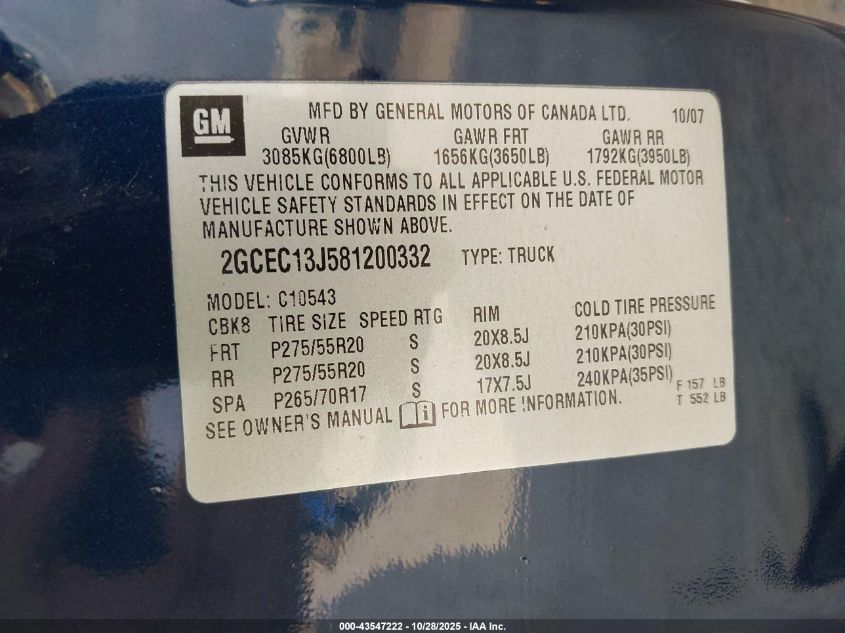 GM
MFD BY GENERAL MOTORS OF CANADA LTD. 10/07
GVWR GAWR FRT GAWR RR
3085KG(6800LB) 1656KG(3650LB) 1792KG(3950LB)
THIS VEHICLE CONFORMS TO ALL APPLICABLE U.S. FEDERAL MOTOR
VEHICLE SAFETY STANDARDS IN EFFECT ON THE DATE OF
MANUFACTURE SHOWN ABOVE.
2GCEC13J581200332 TYPE: TRUCK
MODEL: C10543
CBK8 TIRE SIZE SPEED RTG RIM COLD TIRE PRESSURE
FRT P275/55R20 S 20X8.5J 210KPA(30PSI)
RR P275/55R20 S 20X8.5J 210KPA(30PSI)
SPA P265/70R17 S 17X7.5J 240KPA(35PSI) F 157 LB
SEE OWNER'S MANUAL i FOR MORE INFORMATION. T 552 LB
000-43547222 - 10/28/2025 - IAA Inc.